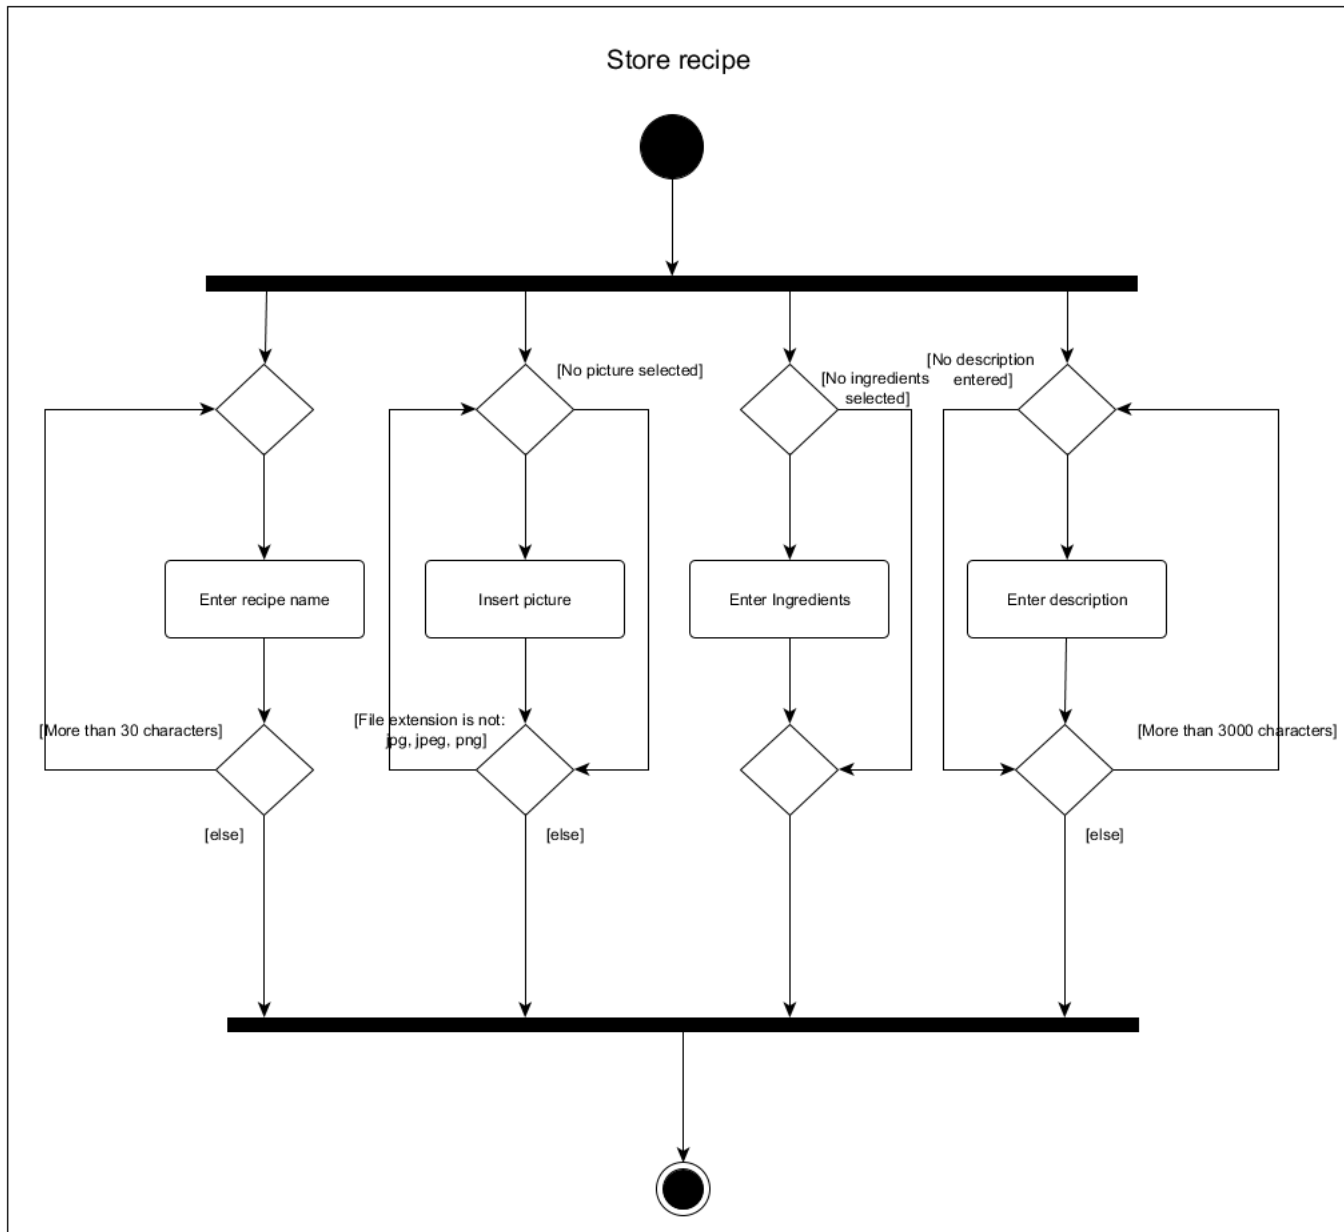 Store recipe
[No picture selected]
[No ingredients
selected]
[No description
entered]
Enter recipe name
Insert picture
Enter Ingredients
Enter description
[More than 30 characters]
[File extension is not:
jpg, jpeg, png]
[More than 3000 characters]
[else]
[else]
[else]